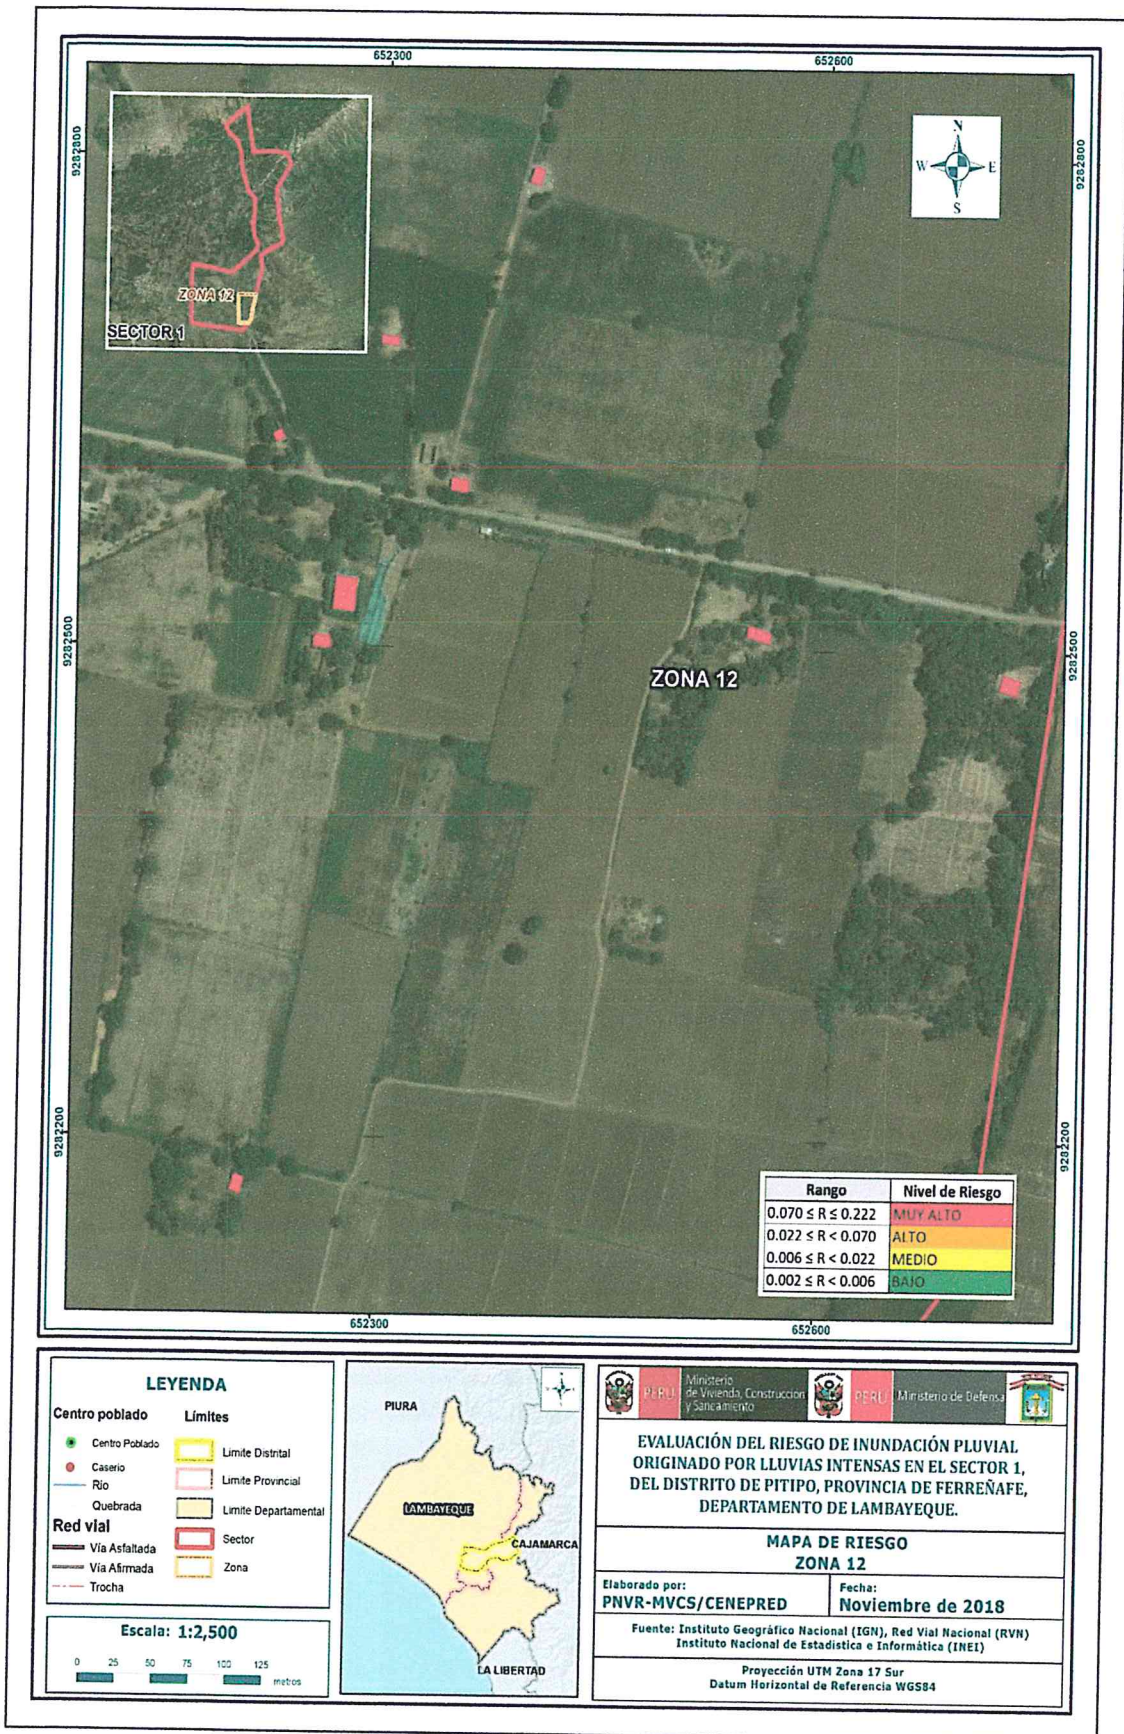 652300
652600
9282800
9282800
N
W
E
S
ZONA 12
SECTOR 1
9282500
9282500
ZONA 12
9282200
9282200
Rango Nivel de Riesgo
0.070 ≤ R ≤ 0.222 MUY ALTO
0.022 ≤ R < 0.070 ALTO
0.006 ≤ R < 0.022 MEDIO
0.002 ≤ R < 0.006 BAJO
652300
652600
LEYENDA
Centro poblado
Centro Poblado
Caserio
Rio
Quebrada
Red vial
Vía Asfaltada
Vía Afirmada
Trocha
Límites
Limite Distrital
Limite Provincial
Limite Departamental
Sector
Zona
Escala: 1:2,500
0 25 50 75 100 125
metros
PIURA
LAMBAYEQUE
CAJAMARCA
LA LIBERTAD
PERÚ
Ministerio
de Vivienda, Construcción
y Saneamiento
PERÚ
Ministerio de Defensa
EVALUACIÓN DEL RIESGO DE INUNDACIÓN PLUVIAL
ORIGINADO POR LLUVIAS INTENSAS EN EL SECTOR 1,
DEL DISTRITO DE PITIPO, PROVINCIA DE FERREÑAFE,
DEPARTAMENTO DE LAMBAYEQUE.
MAPA DE RIESGO
ZONA 12
Elaborado por:
PNVR-MVCS/CENEPRED
Fecha:
Noviembre de 2018
Fuente: Instituto Geográfico Nacional (IGN), Red Vial Nacional (RVN)
Instituto Nacional de Estadistica e Informática (INEI)
Proyección UTM Zona 17 Sur
Datum Horizontal de Referencia WGS84